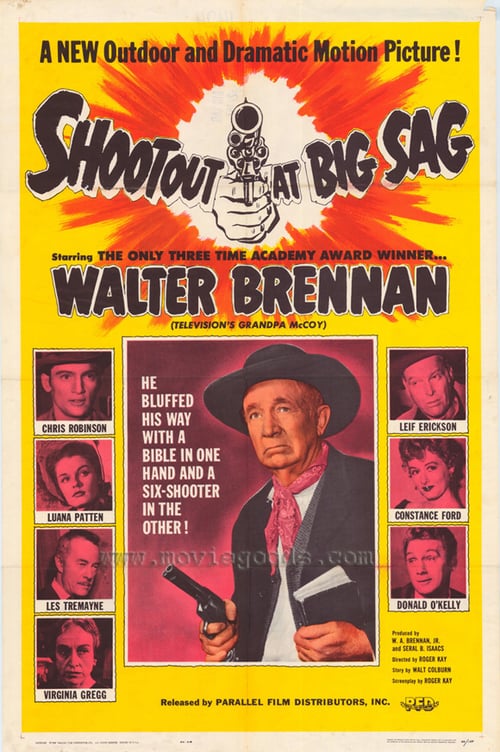 A NEW Outdoor and Dramatic Motion Picture!
SHOOTOUT AT BIG SAG
Starring THE ONLY THREE TIME ACADEMY AWARD WINNER...
WALTER BRENNAN
(TELEVISION'S GRANDPA McCOY)
CHRIS ROBINSON
LUANA PATTEN
LES TREMAYNE
VIRGINIA GREGG
HE
BLUFFED
HIS WAY
WITH A
BIBLE IN ONE
HAND AND A
SIX-SHOOTER
IN THE
OTHER!
LEIF ERICKSON
CONSTANCE FORD
DONALD O'KELLY
www.moviegoods.com
Produced by
W. A. BRENNAN, JR.
and SERAL B. ISAACS
Directed by ROGER KAY
Story by WALT COLBURN
Screenplay by ROGER KAY
Released by PARALLEL FILM DISTRIBUTORS, INC.
PFD